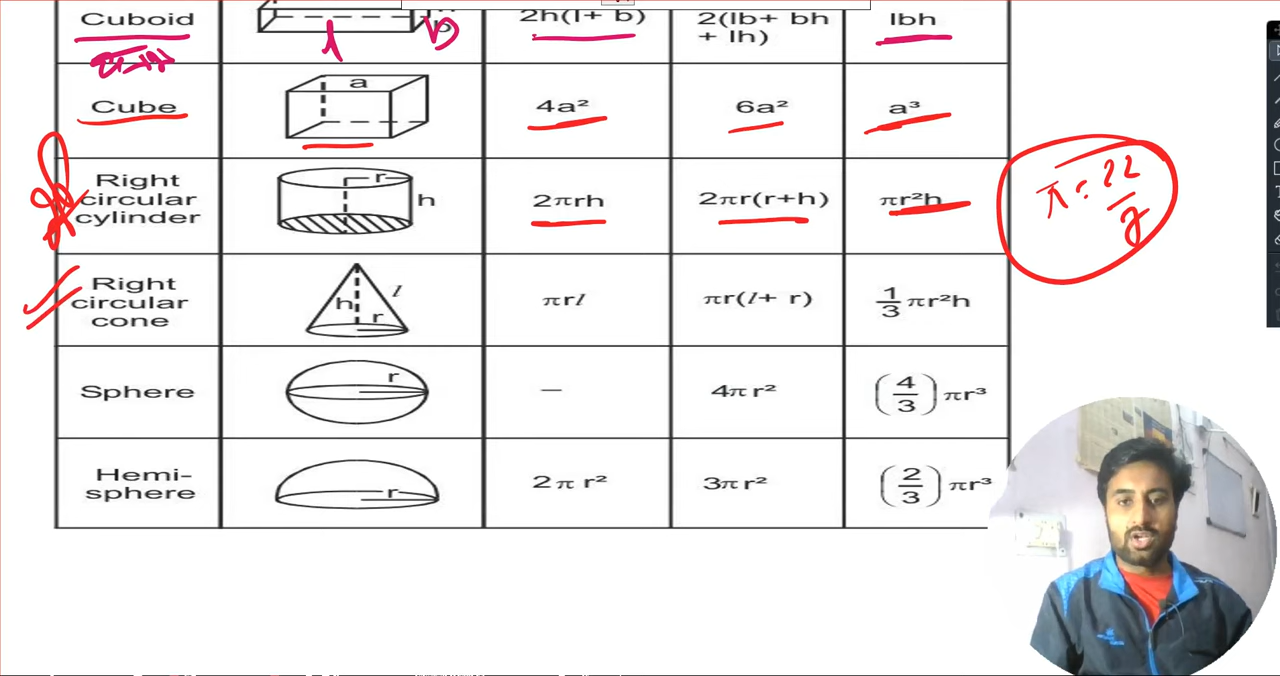 Cuboid
l
b
2h(l+ b)
2(lb+ bh
+ lh)
lbh
Cube
a
4a²
6a²
a³
Right
circular
cylinder
r
h
2πrh
2πr(r+h)
πr²h
π = 22
7
Right
circular
cone
h
l
r
πrl
πr(l+ r)
1/3 πr²h
Sphere
r
–
4π r²
(4/3) πr³
Hemi-
sphere
r
2 π r²
3π r²
(2/3) πr³